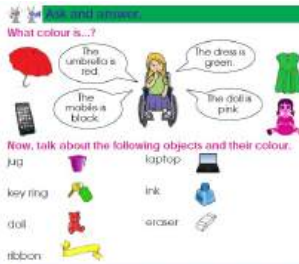 Ask and answer.
What colour is...?
The umbrella is red.
The dress is green.
The mobile is black.
The doll is pink.
Now, talk about the following objects and their colour.
jug
laptop
key ring
ink
doll
eraser
ribbon